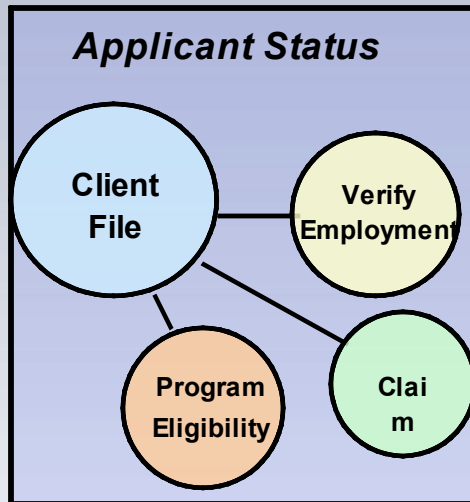 Applicant Status
Client
File
Verify
Employment
Program
Eligibility
Clai
m